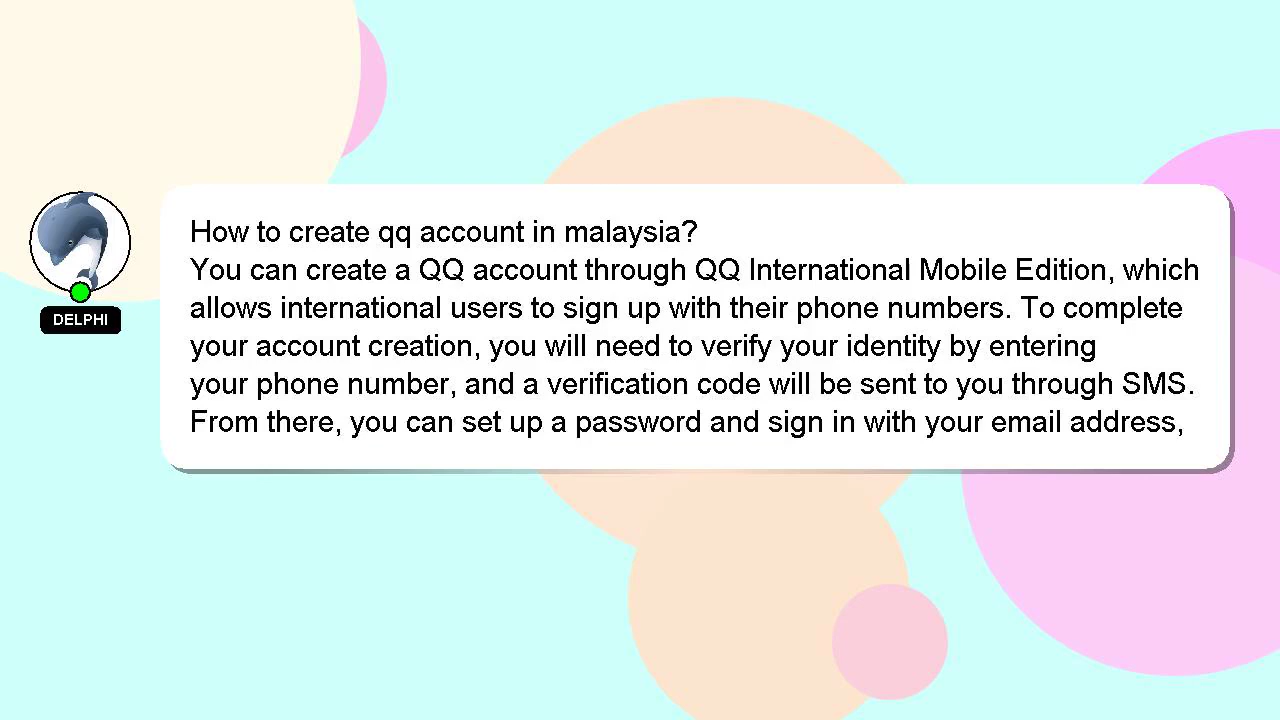 How to create qq account in malaysia?
You can create a QQ account through QQ International Mobile Edition, which
allows international users to sign up with their phone numbers. To complete
your account creation, you will need to verify your identity by entering
your phone number, and a verification code will be sent to you through SMS.
From there, you can set up a password and sign in with your email address,
DELPHI